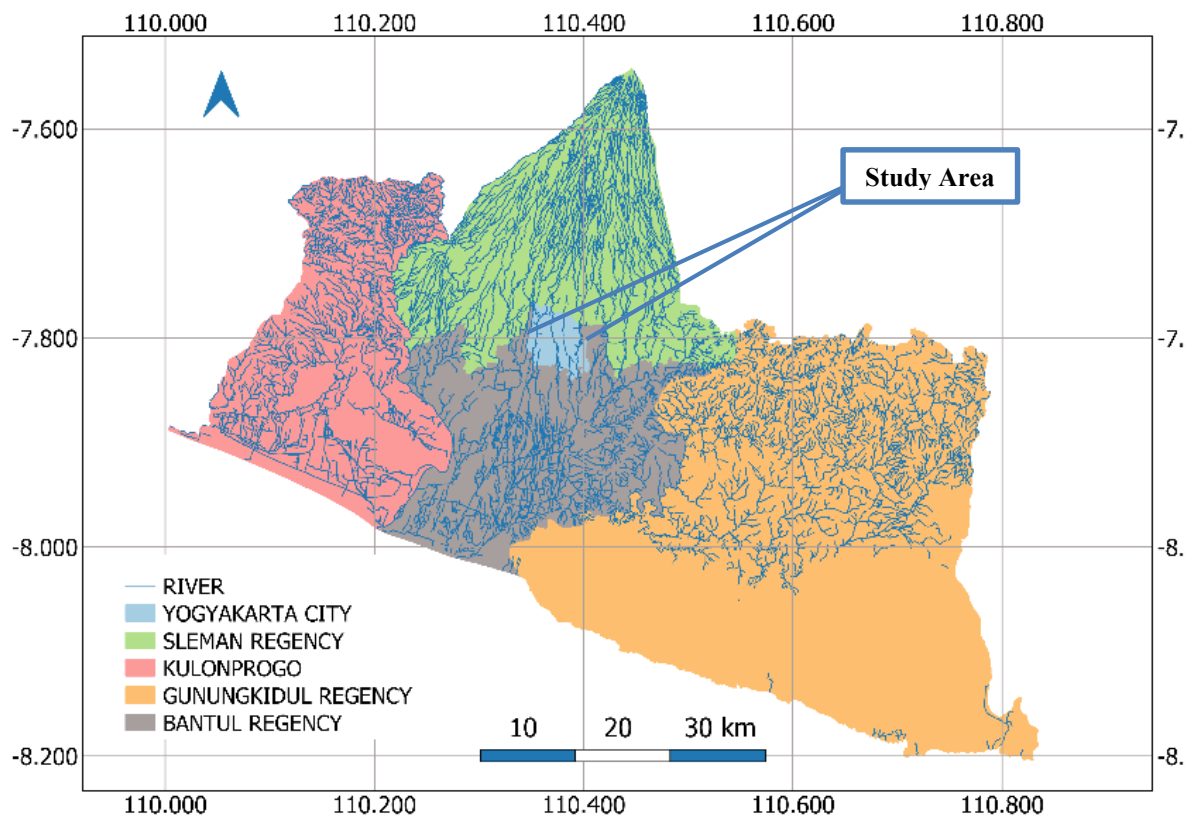 110.000 110.200 110.400 110.600 110.800
-7.600 -7.
Study Area
-7.800 -7.
-8.000 -8.
RIVER
YOGYAKARTA CITY
SLEMAN REGENCY
KULONPROGO
GUNUNGKIDUL REGENCY
BANTUL REGENCY
10 20 30 km
-8.200 -8.
110.000 110.200 110.400 110.600 110.800